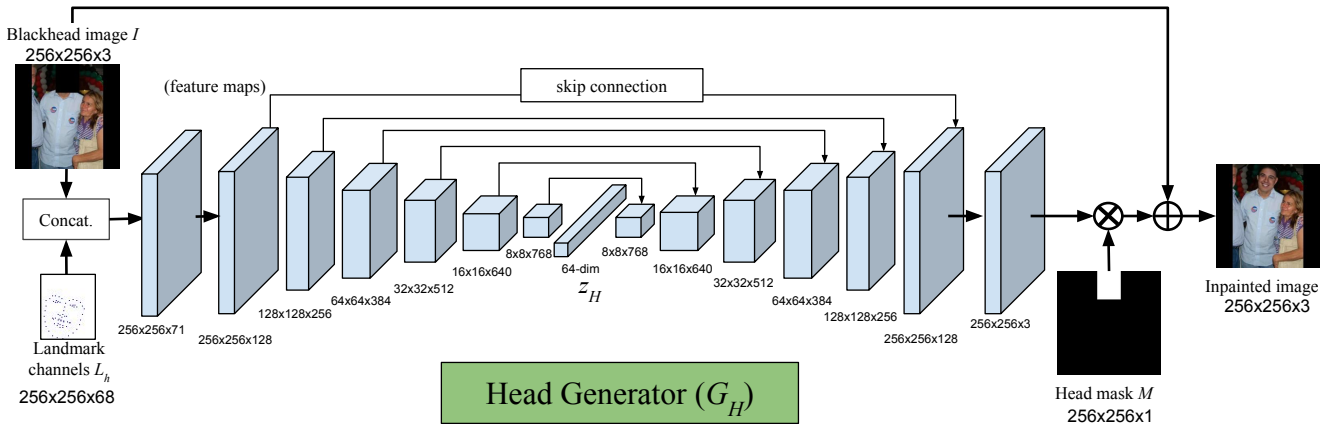 Blackhead image I
256x256x3
(feature maps)
skip connection
Concat.
Landmark
channels L_h
256x256x68
256x256x71
256x256x128
128x128x256
64x64x384
32x32x512
16x16x640
8x8x768
64-dim
z_H
8x8x768
16x16x640
32x32x512
64x64x384
128x128x256
256x256x128
256x256x3
Head mask M
256x256x1
Inpainted image
256x256x3
Head Generator (G_H)